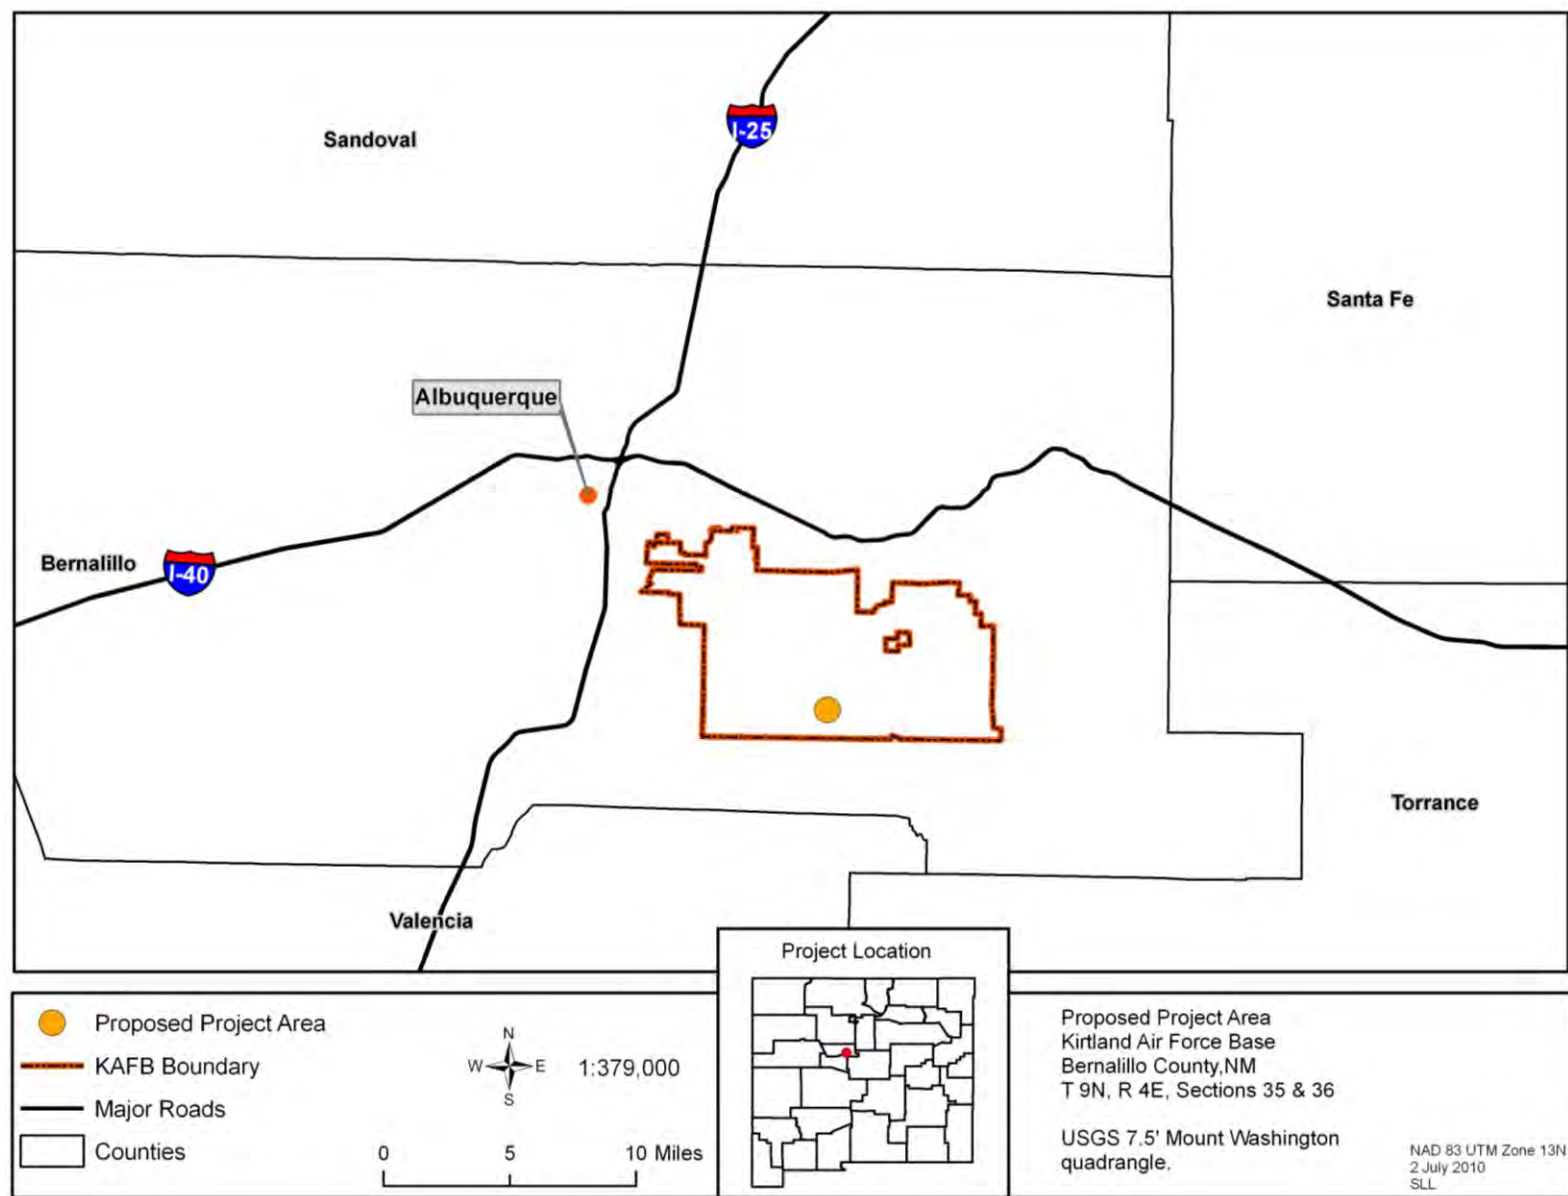 I-25
Sandoval
Santa Fe
Albuquerque
Bernalillo
I-40
Torrance
Valencia
Project Location
Proposed Project Area
KAFB Boundary
Major Roads
Counties
N
W E
S
1:379,000
0 5 10 Miles
Proposed Project Area
Kirtland Air Force Base
Bernalillo County,NM
T 9N, R 4E, Sections 35 & 36
USGS 7.5' Mount Washington
quadrangle.
NAD 83 UTM Zone 13N
2 July 2010
SLL